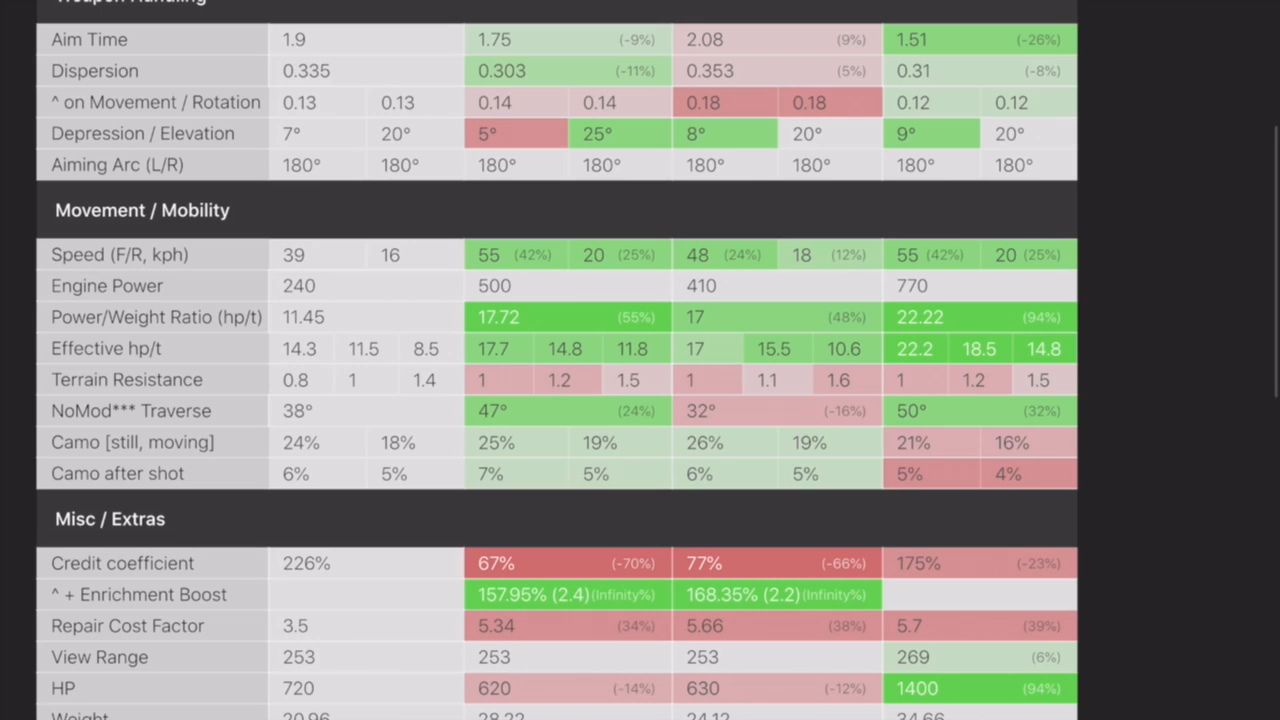 Weapon Handling
Aim Time 1.9 1.75 (-9%) 2.08 (9%) 1.51 (-26%)
Dispersion 0.335 0.303 (-11%) 0.353 (5%) 0.31 (-8%)
^ on Movement / Rotation 0.13 0.13 0.14 0.14 0.18 0.18 0.12 0.12
Depression / Elevation 7° 20° 5° 25° 8° 20° 9° 20°
Aiming Arc (L/R) 180° 180° 180° 180° 180° 180° 180° 180°
Movement / Mobility
Speed (F/R, kph) 39 16 55 (42%) 20 (25%) 48 (24%) 18 (12%) 55 (42%) 20 (25%)
Engine Power 240 500 410 770
Power/Weight Ratio (hp/t) 11.45 17.72 (55%) 17 (48%) 22.22 (94%)
Effective hp/t 14.3 11.5 8.5 17.7 14.8 11.8 17 15.5 10.6 22.2 18.5 14.8
Terrain Resistance 0.8 1 1.4 1 1.2 1.5 1 1.1 1.6 1 1.2 1.5
NoMod*** Traverse 38° 47° (24%) 32° (-16%) 50° (32%)
Camo [still, moving] 24% 18% 25% 19% 26% 19% 21% 16%
Camo after shot 6% 5% 7% 5% 6% 5% 5% 4%
Misc / Extras
Credit coefficient 226% 67% (-70%) 77% (-66%) 175% (-23%)
^ + Enrichment Boost 157.95% (2.4) (Infinity%) 168.35% (2.2) (Infinity%)
Repair Cost Factor 3.5 5.34 (34%) 5.66 (38%) 5.7 (39%)
View Range 253 253 253 269 (6%)
HP 720 620 (-14%) 630 (-12%) 1400 (94%)
Weight 20.96 28.22 24.12 34.66